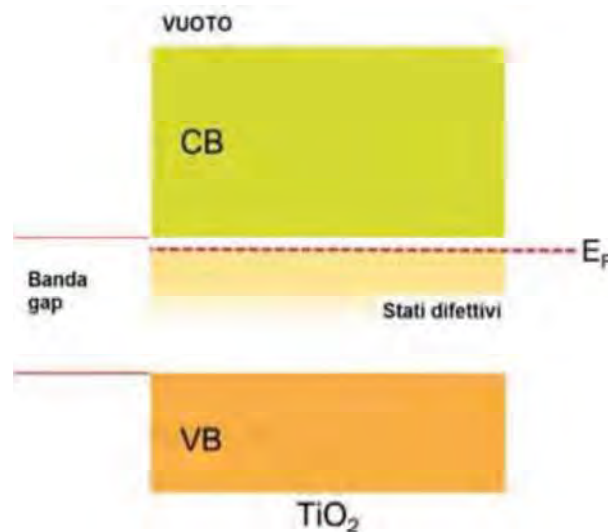 VUOTO
CB
E_F
Banda
gap
Stati difettivi
VB
TiO₂